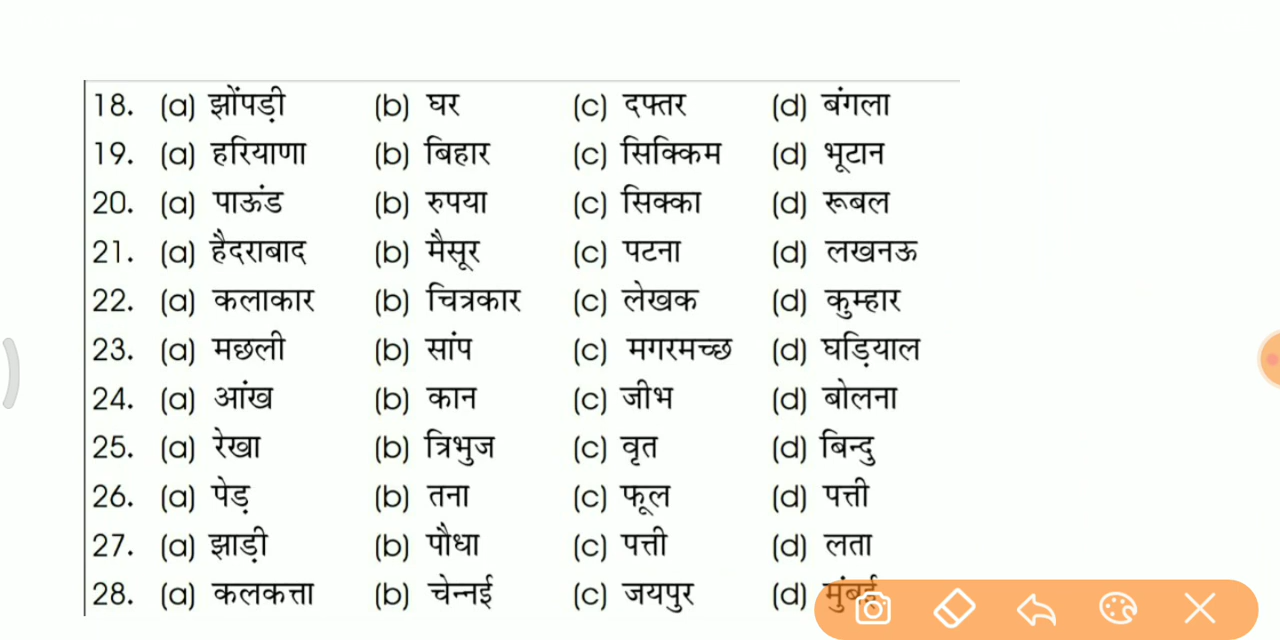 18. (a) झोंपड़ी (b) घर (c) दफ्तर (d) बंगला
19. (a) हरियाणा (b) बिहार (c) सिक्किम (d) भूटान
20. (a) पाऊंड (b) रुपया (c) सिक्का (d) रूबल
21. (a) हैदराबाद (b) मैसूर (c) पटना (d) लखनऊ
22. (a) कलाकार (b) चित्रकार (c) लेखक (d) कुम्हार
23. (a) मछली (b) सांप (c) मगरमच्छ (d) घड़ियाल
24. (a) आंख (b) कान (c) जीभ (d) बोलना
25. (a) रेखा (b) त्रिभुज (c) वृत (d) बिन्दु
26. (a) पेड़ (b) तना (c) फूल (d) पत्ती
27. (a) झाड़ी (b) पौधा (c) पत्ती (d) लता
28. (a) कलकत्ता (b) चेन्नई (c) जयपुर (d) मुंबई